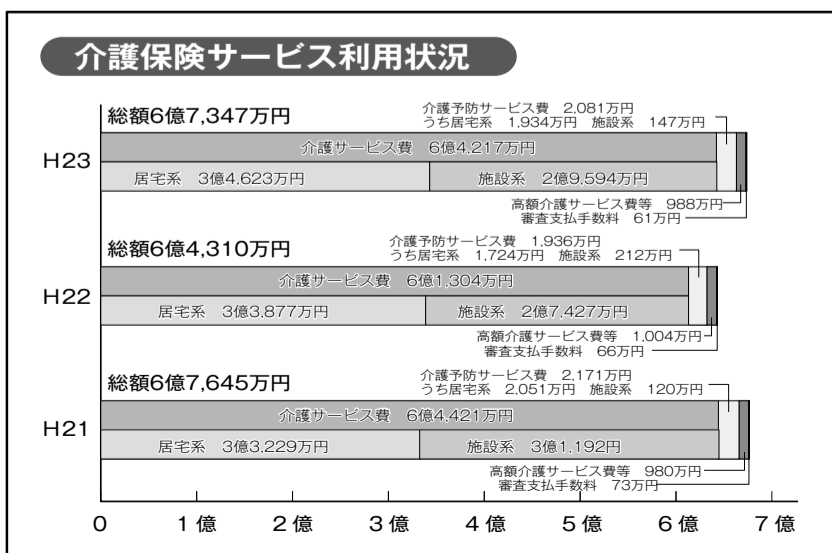 介護保険サービス利用状況
総額6億7,347万円
介護予防サービス費 2,081万円
うち居宅系 1,934万円 施設系 147万円
H23
介護サービス費 6億4,217万円
居宅系 3億4,623万円 施設系 2億9,594万円
高額介護サービス費等 988万円
審査支払手数料 61万円
総額6億4,310万円
介護予防サービス費 1,936万円
うち居宅系 1,724万円 施設系 212万円
H22
介護サービス費 6億1,304万円
居宅系 3億3,877万円 施設系 2億7,427万円
高額介護サービス費等 1,004万円
審査支払手数料 66万円
総額6億7,645万円
介護予防サービス費 2,171万円
うち居宅系 2,051万円 施設系 120万円
H21
介護サービス費 6億4,421万円
居宅系 3億3,229万円 施設系 3億1,192円
高額介護サービス費等 980万円
審査支払手数料 73万円
0 1億 2億 3億 4億 5億 6億 7億